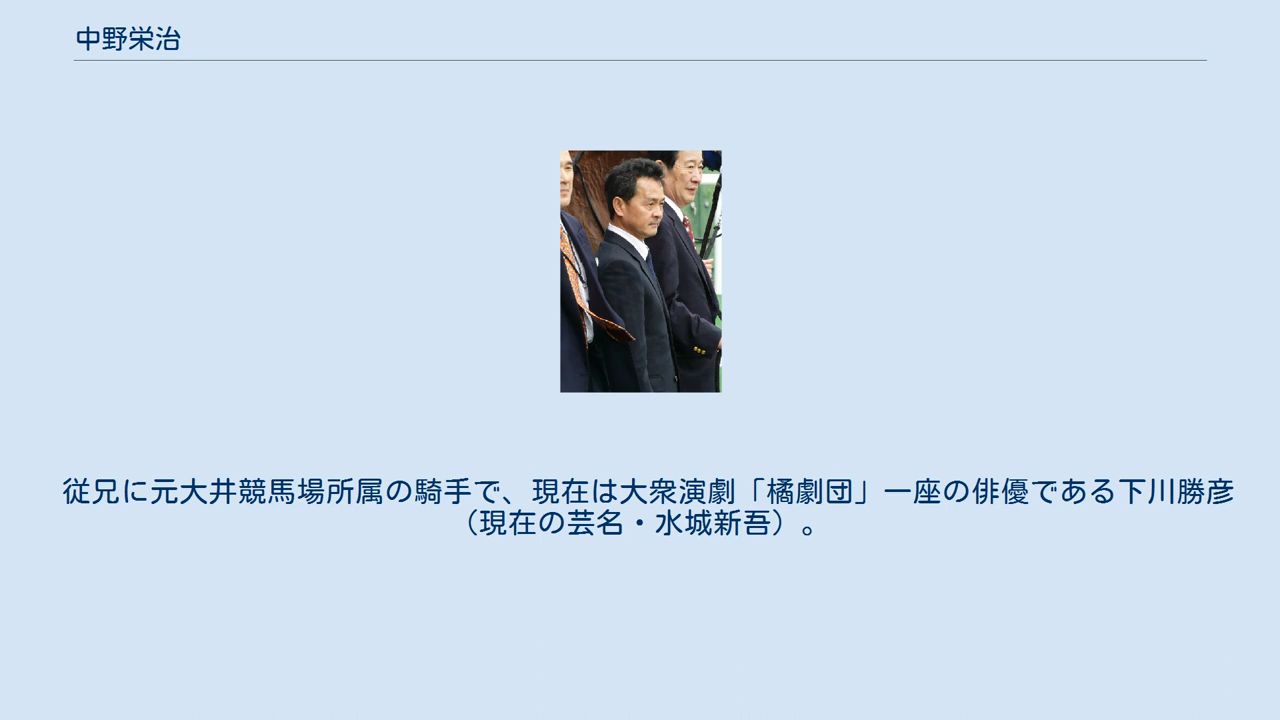 中野栄治
従兄に元大井競馬場所属の騎手で、現在は大衆演劇「橘劇団」一座の俳優である下川勝彦
（現在の芸名・水城新吾）。